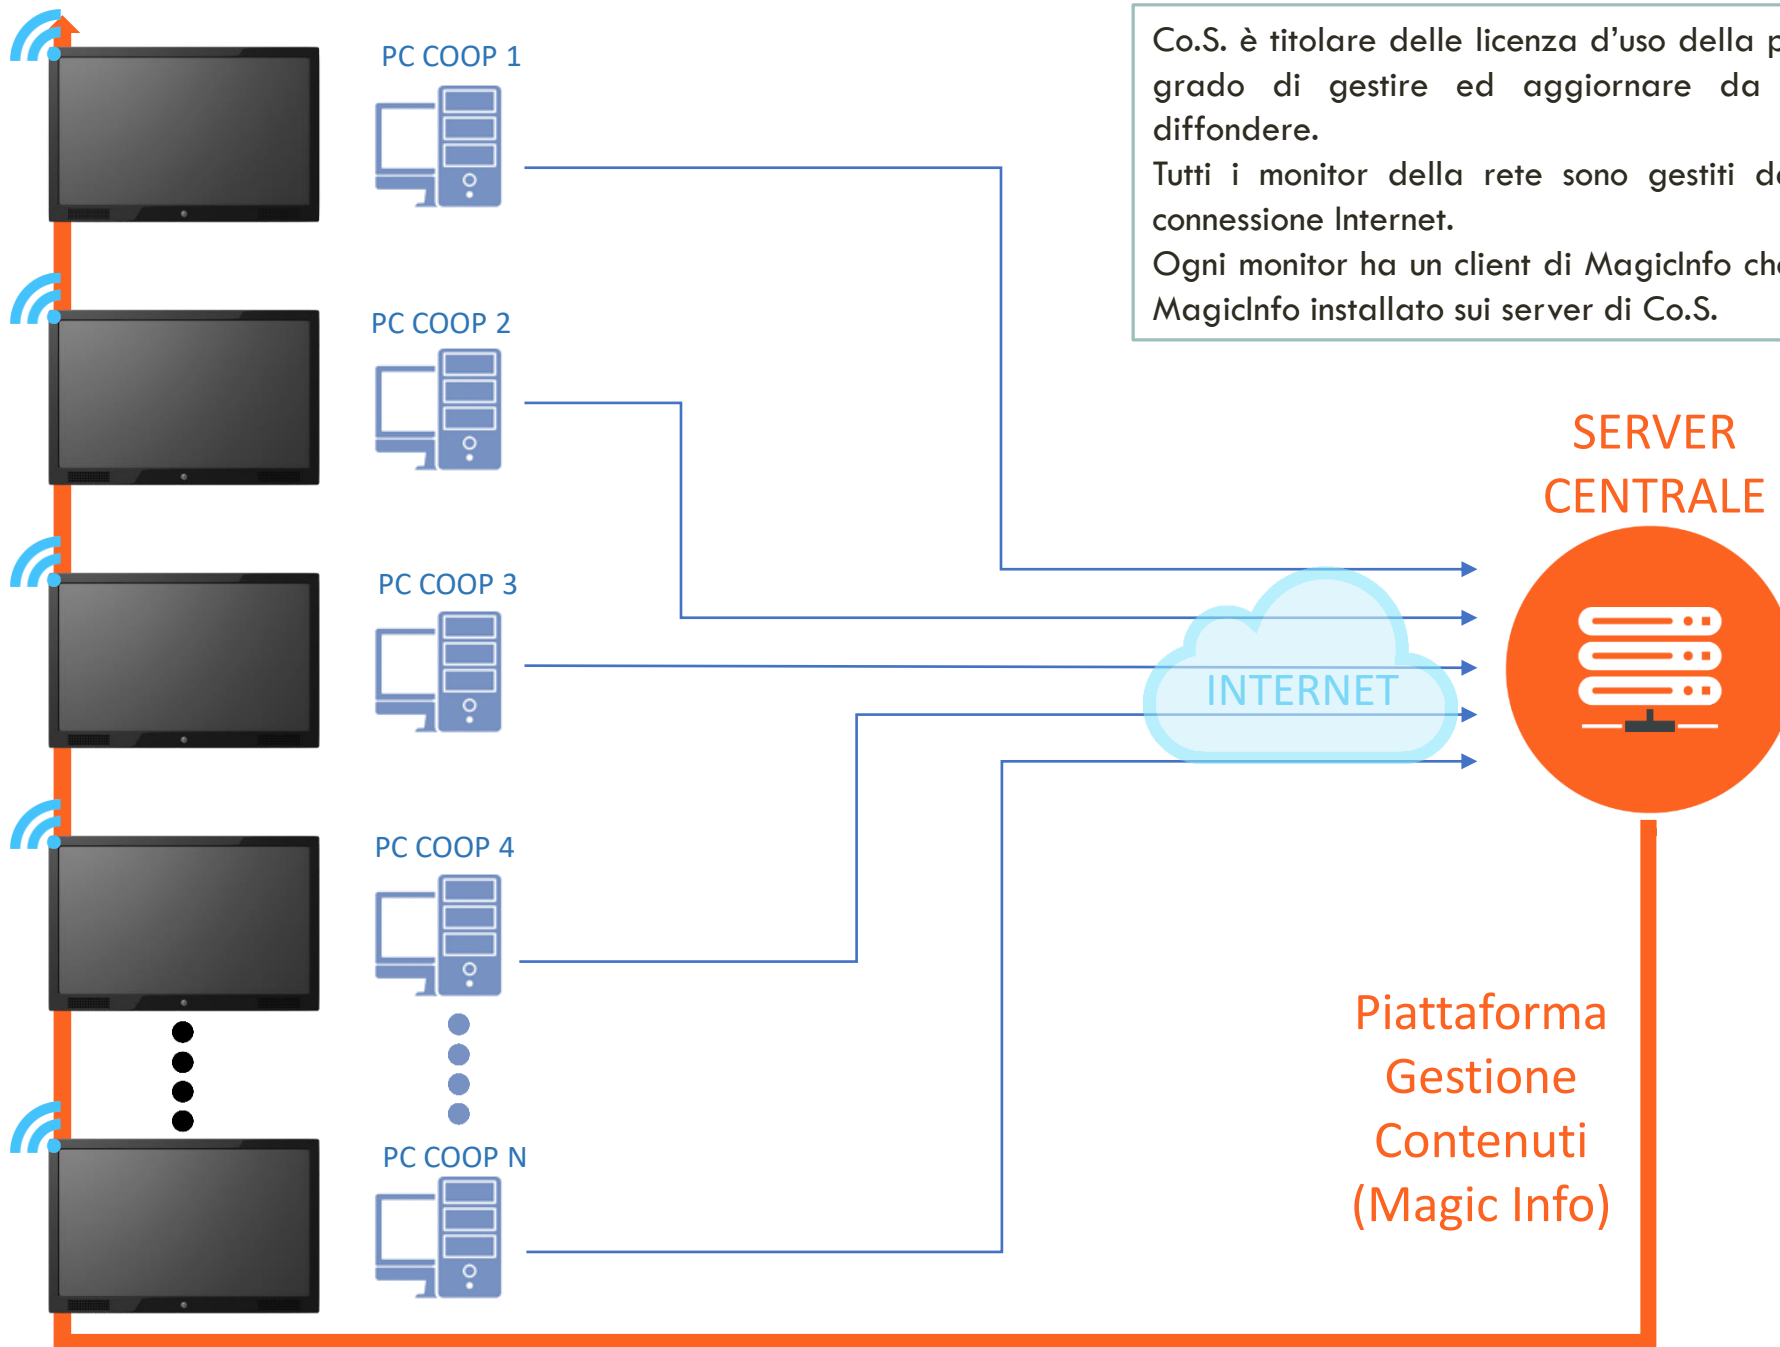 PC COOP 1
Co.S. è titolare delle licenza d'uso della
grado di gestire ed aggiornare da
diffondere.
Tutti i monitor della rete sono gestiti
connessione Internet.
Ogni monitor ha un client di MagicInfo
MagicInfo installato sui server di Co.S.
PC COOP 2
SERVER
CENTRALE
PC COOP 3
INTERNET
PC COOP 4
Piattaforma
Gestione
Contenuti
(Magic Info)
PC COOP N